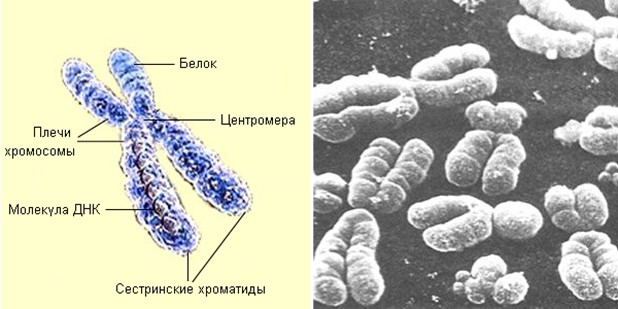 Белок
Центромера
Плечи
хромосомы
Молекула ДНК
Сестринские хроматиды